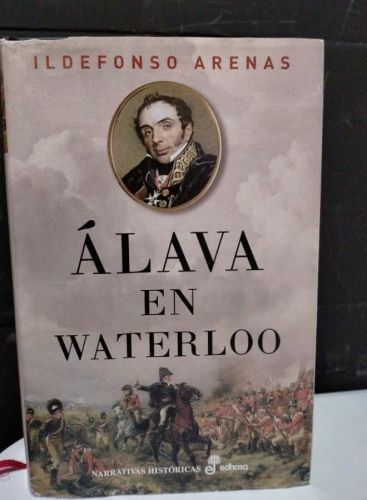 ILDEFONSO ARENAS
ÁLAVA
EN
WATERLOO
NARRATIVAS HISTÓRICAS edhasa